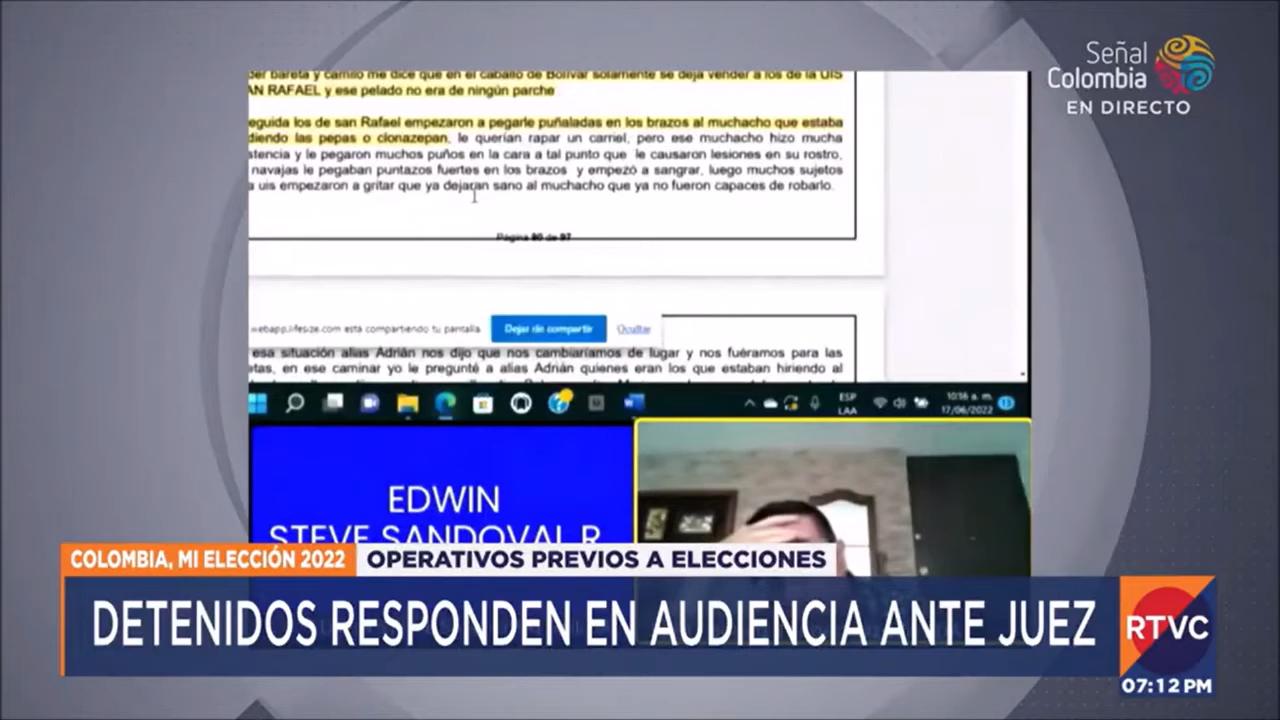 der bareta y camilo me dice que en el caballo de Bolívar solamente se deja vender a los de la UIS
AN RAFAEL y ese pelado no era de ningún parche
eguida los de san Rafael empezaron a pegarle puñaladas en los brazos al muchacho que estaba
diendo las pepas o clonazepan, le querían rapar un carriel, pero ese muchacho hizo mucha
stencia y le pegaron muchos puños en la cara a tal punto que le causaron lesiones en su rostro,
navajas le pegaban puntazos fuertes en los brazos y empezó a sangrar, luego muchos sujetos
a uis empezaron a gritar que ya dejaran sano al muchacho que ya no fueron capaces de robarlo.
Página 80 de 97
webapp.lifesize.com está compartiendo tu pantalla.
Dejar de compartir
Ocultar
esa situación alias Adrián nos dijo que nos cambiaríamos de lugar y nos fuéramos para las
etas, en ese caminar yo le pregunté a alias Adrián quienes eran los que estaban hiriendo al
ESP
LAA
10:16 a. m.
17/06/2022
EDWIN
STEVE SANDOVAL R
Señal
Colombia
EN DIRECTO
COLOMBIA, MI ELECCIÓN 2022
OPERATIVOS PREVIOS A ELECCIONES
DETENIDOS RESPONDEN EN AUDIENCIA ANTE JUEZ
RTVC
07:12 PM